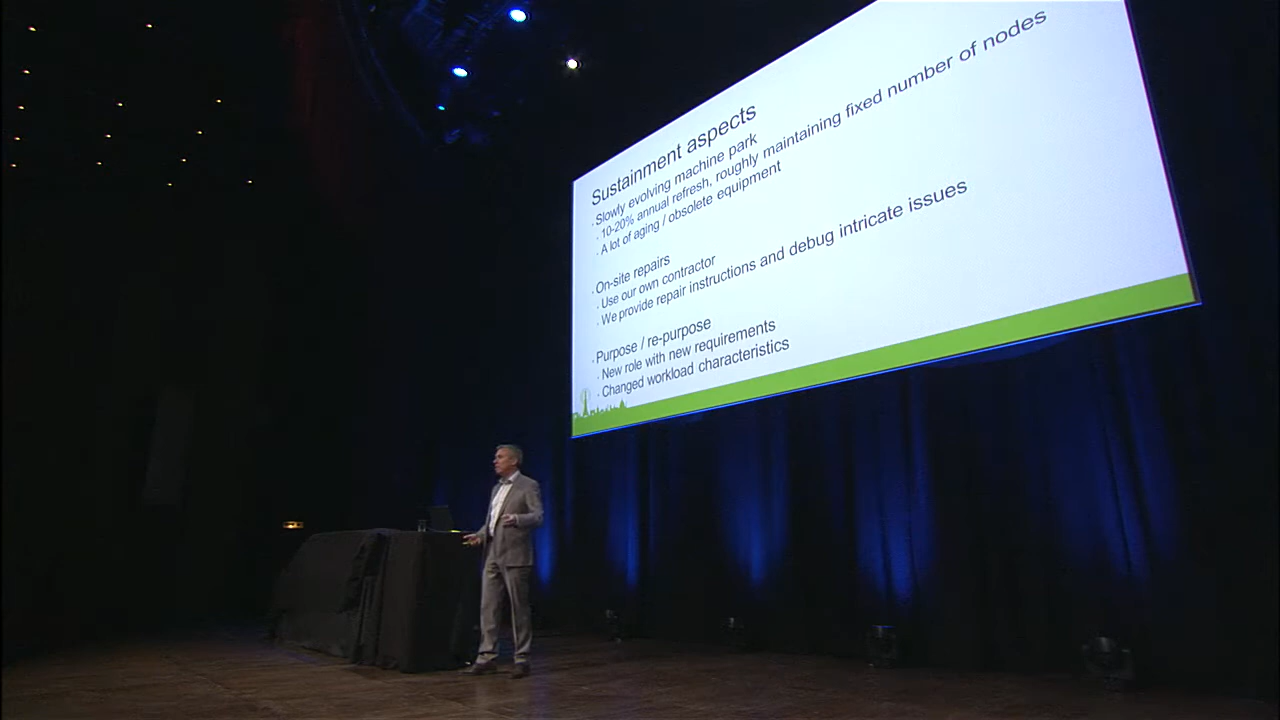 Sustainment aspects
· Slowly evolving machine park
· 10-20% annual refresh, roughly maintaining fixed number of nodes
· A lot of aging / obsolete equipment
· On-site repairs
· Use our own contractor
· We provide repair instructions and debug intricate issues
· Purpose / re-purpose
· New role with new requirements
· Changed workload characteristics